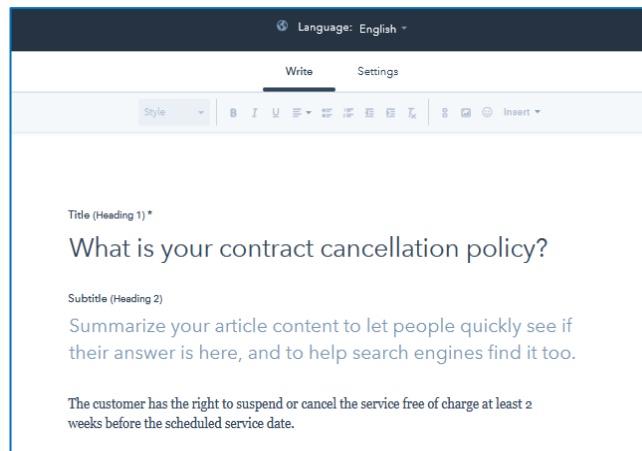 Language: English
Write Settings
Style B I U Insert
Title (Heading 1) *
What is your contract cancellation policy?
Subtitle (Heading 2)
Summarize your article content to let people quickly see if
their answer is here, and to help search engines find it too.
The customer has the right to suspend or cancel the service free of charge at least 2
weeks before the scheduled service date.